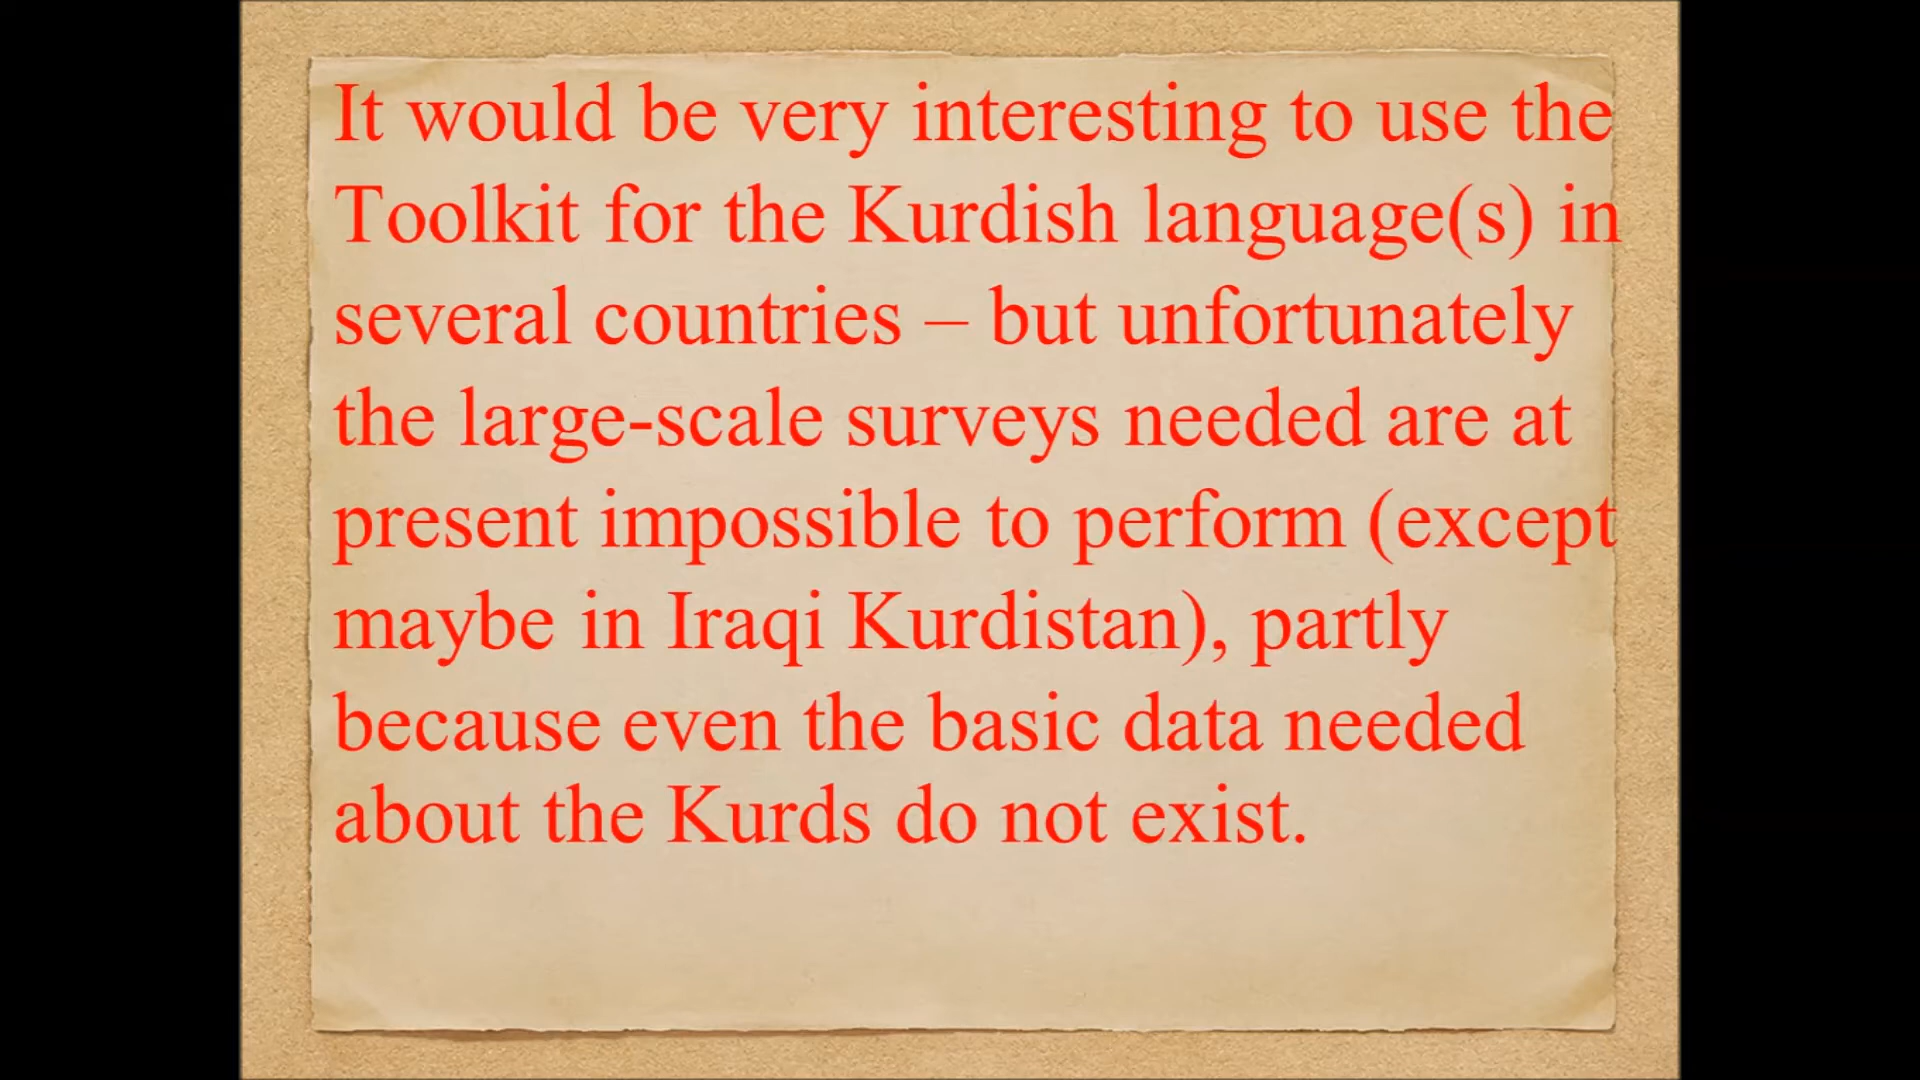 It would be very interesting to use the
Toolkit for the Kurdish language(s) in
several countries – but unfortunately
the large-scale surveys needed are at
present impossible to perform (except
maybe in Iraqi Kurdistan), partly
because even the basic data needed
about the Kurds do not exist.